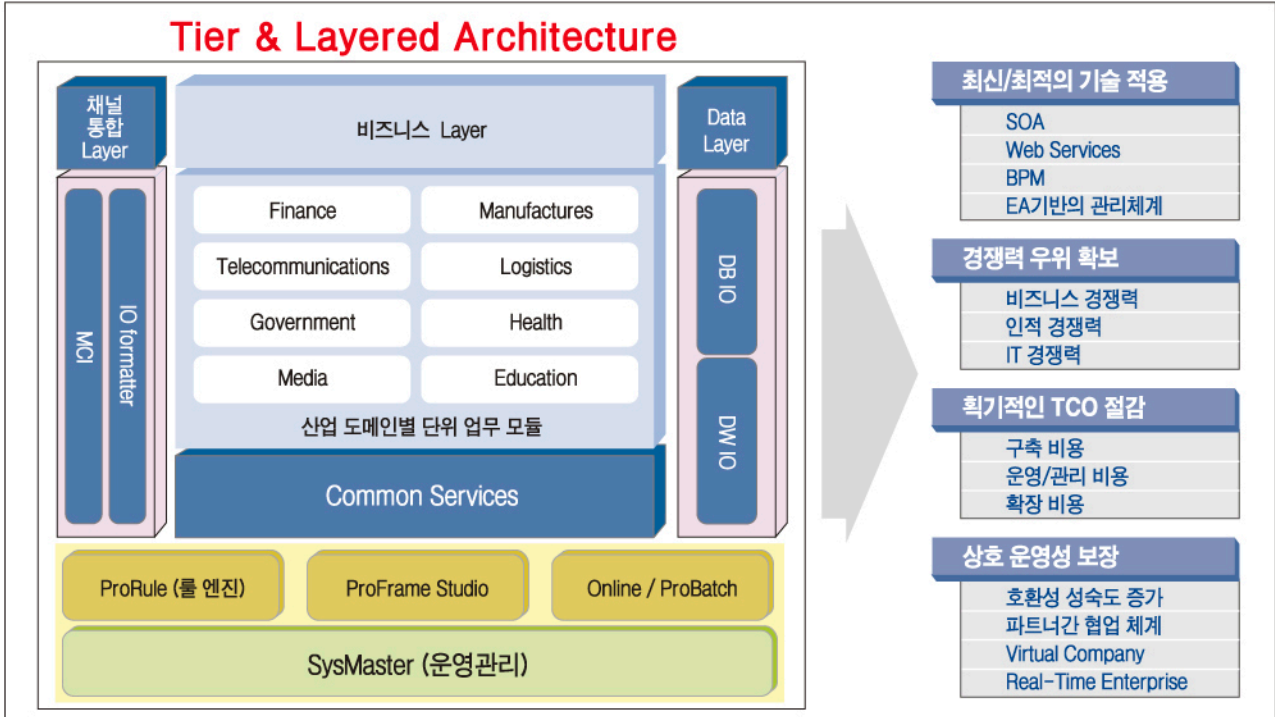 Tier & Layered Architecture
채널
통합
Layer
비즈니스 Layer
Data
Layer
MCI
IO formatter
Finance
Manufactures
Telecommunications
Logistics
Government
Health
Media
Education
산업 도메인별 단위 업무 모듈
Common Services
DB IO
DW IO
ProRule (룰 엔진)
ProFrame Studio
Online / ProBatch
SysMaster (운영관리)
최신/최적의 기술 적용
SOA
Web Services
BPM
EA기반의 관리체계
경쟁력 우위 확보
비즈니스 경쟁력
인적 경쟁력
IT 경쟁력
획기적인 TCO 절감
구축 비용
운영/관리 비용
확장 비용
상호 운영성 보장
호환성 성숙도 증가
파트너간 협업 체계
Virtual Company
Real-Time Enterprise